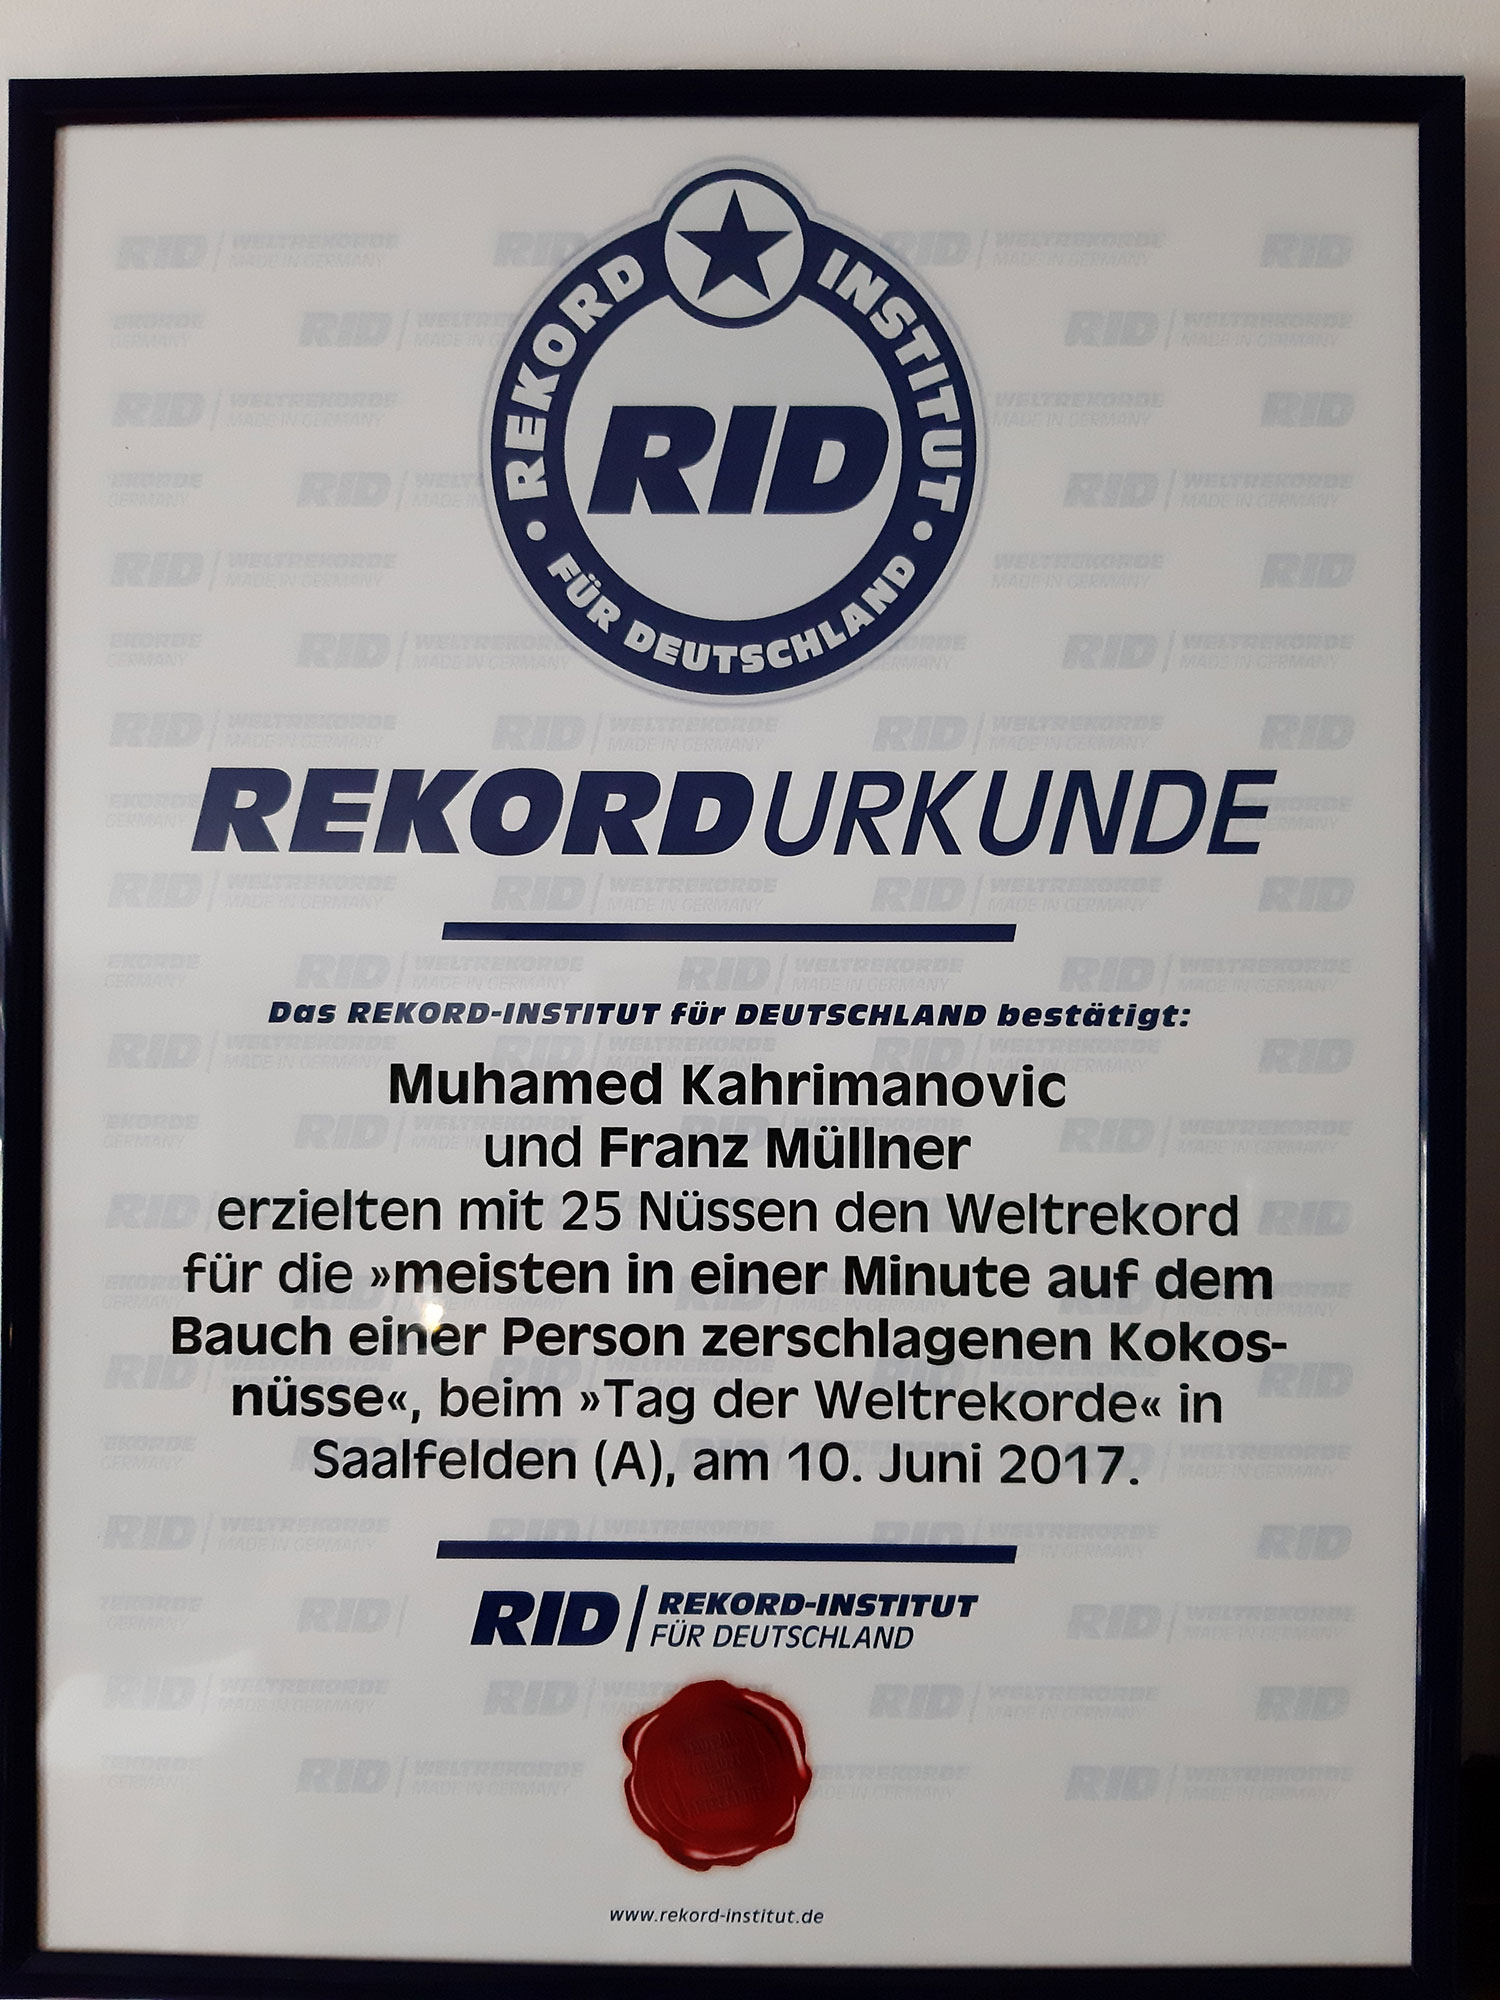 REKORD INSTITUT
RID
FÜR DEUTSCHLAND
REKORDURKUNDE
Das REKORD-INSTITUT für DEUTSCHLAND bestätigt:
Muhamed Kahrimanovic
und Franz Müllner
erzielten mit 25 Nüssen den Weltrekord
für die »meisten in einer Minute auf dem
Bauch einer Person zerschlagenen Kokos-
nüsse«, beim »Tag der Weltrekorde« in
Saalfelden (A), am 10. Juni 2017.
RID REKORD-INSTITUT
FÜR DEUTSCHLAND
www.rekord-institut.de